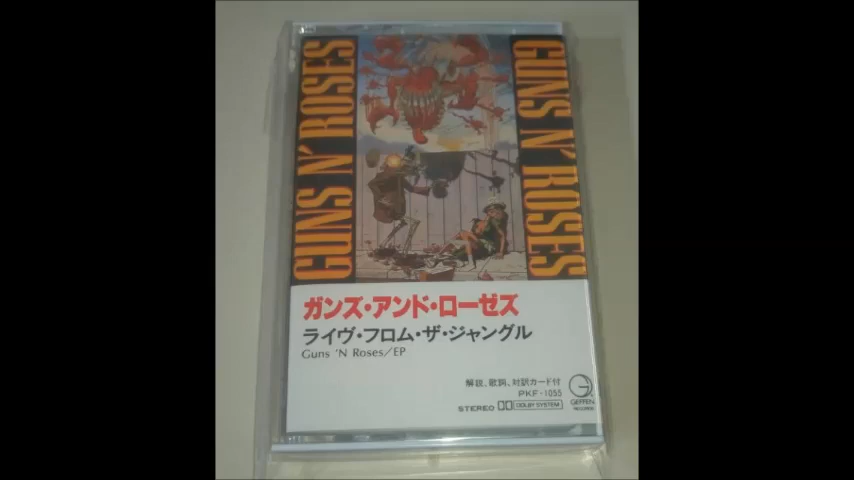 GUNS N' ROSES
GUNS N' ROSES
ガンズ・アンド・ローゼズ
ライヴ・フロム・ザ・ジャングル
Guns 'N Roses/EP
解説、歌詞、対訳カード付
PKF-1055
STEREO DOLBY SYSTEM
GEFFEN
RECORDS